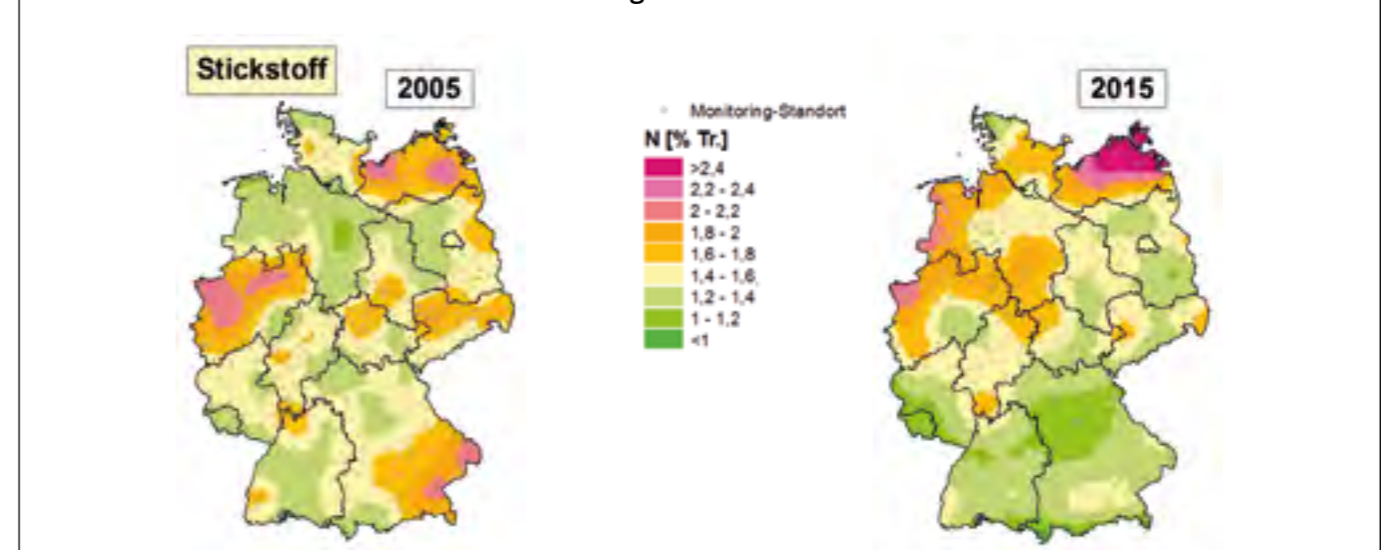 Stickstoff
2005
Monitoring-Standort
N [% Tr.]
>2,4
2,2 - 2,4
2 - 2,2
1,8 - 2
1,6 - 1,8
1,4 - 1,6
1,2 - 1,4
1 - 1,2
<1
2015